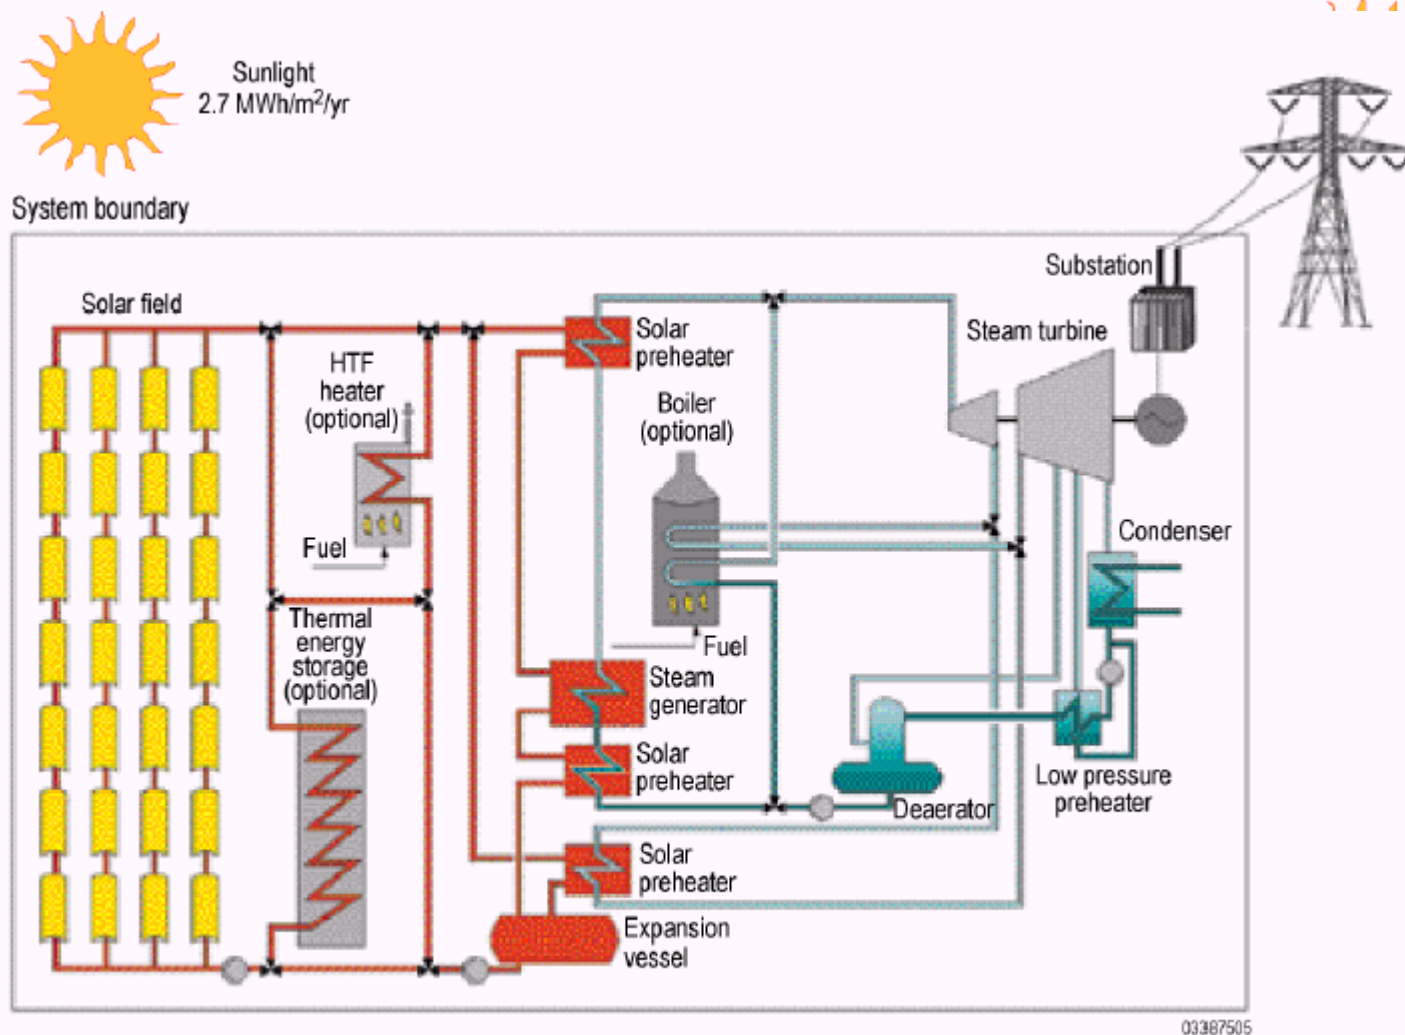 Sunlight
2.7 MWh/m²/yr
System boundary
Substation
Solar field
Solar
preheater
Steam turbine
HTF
heater
(optional)
Boiler
(optional)
Fuel
Condenser
Thermal
energy
storage
(optional)
Fuel
Steam
generator
Solar
preheater
Deaerator
Low pressure
preheater
Solar
preheater
Expansion
vessel
03387505